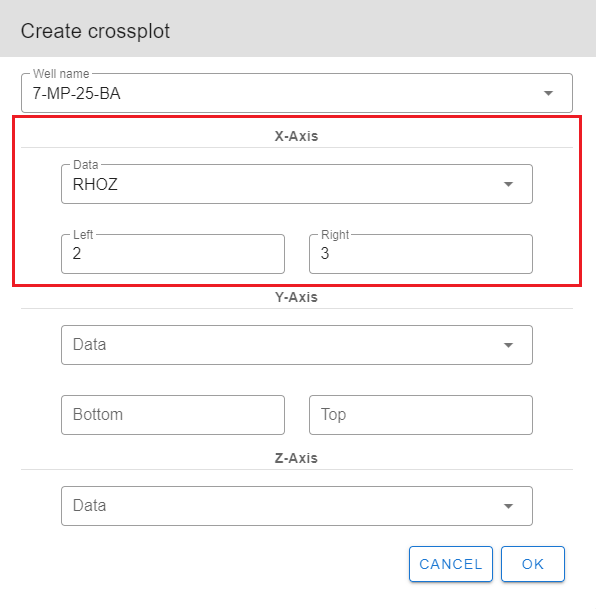 Create crossplot
Well name
7-MP-25-BA
X-Axis
Data
RHOZ
Left
2
Right
3
Y-Axis
Data
Bottom
Top
Z-Axis
Data
CANCEL
OK